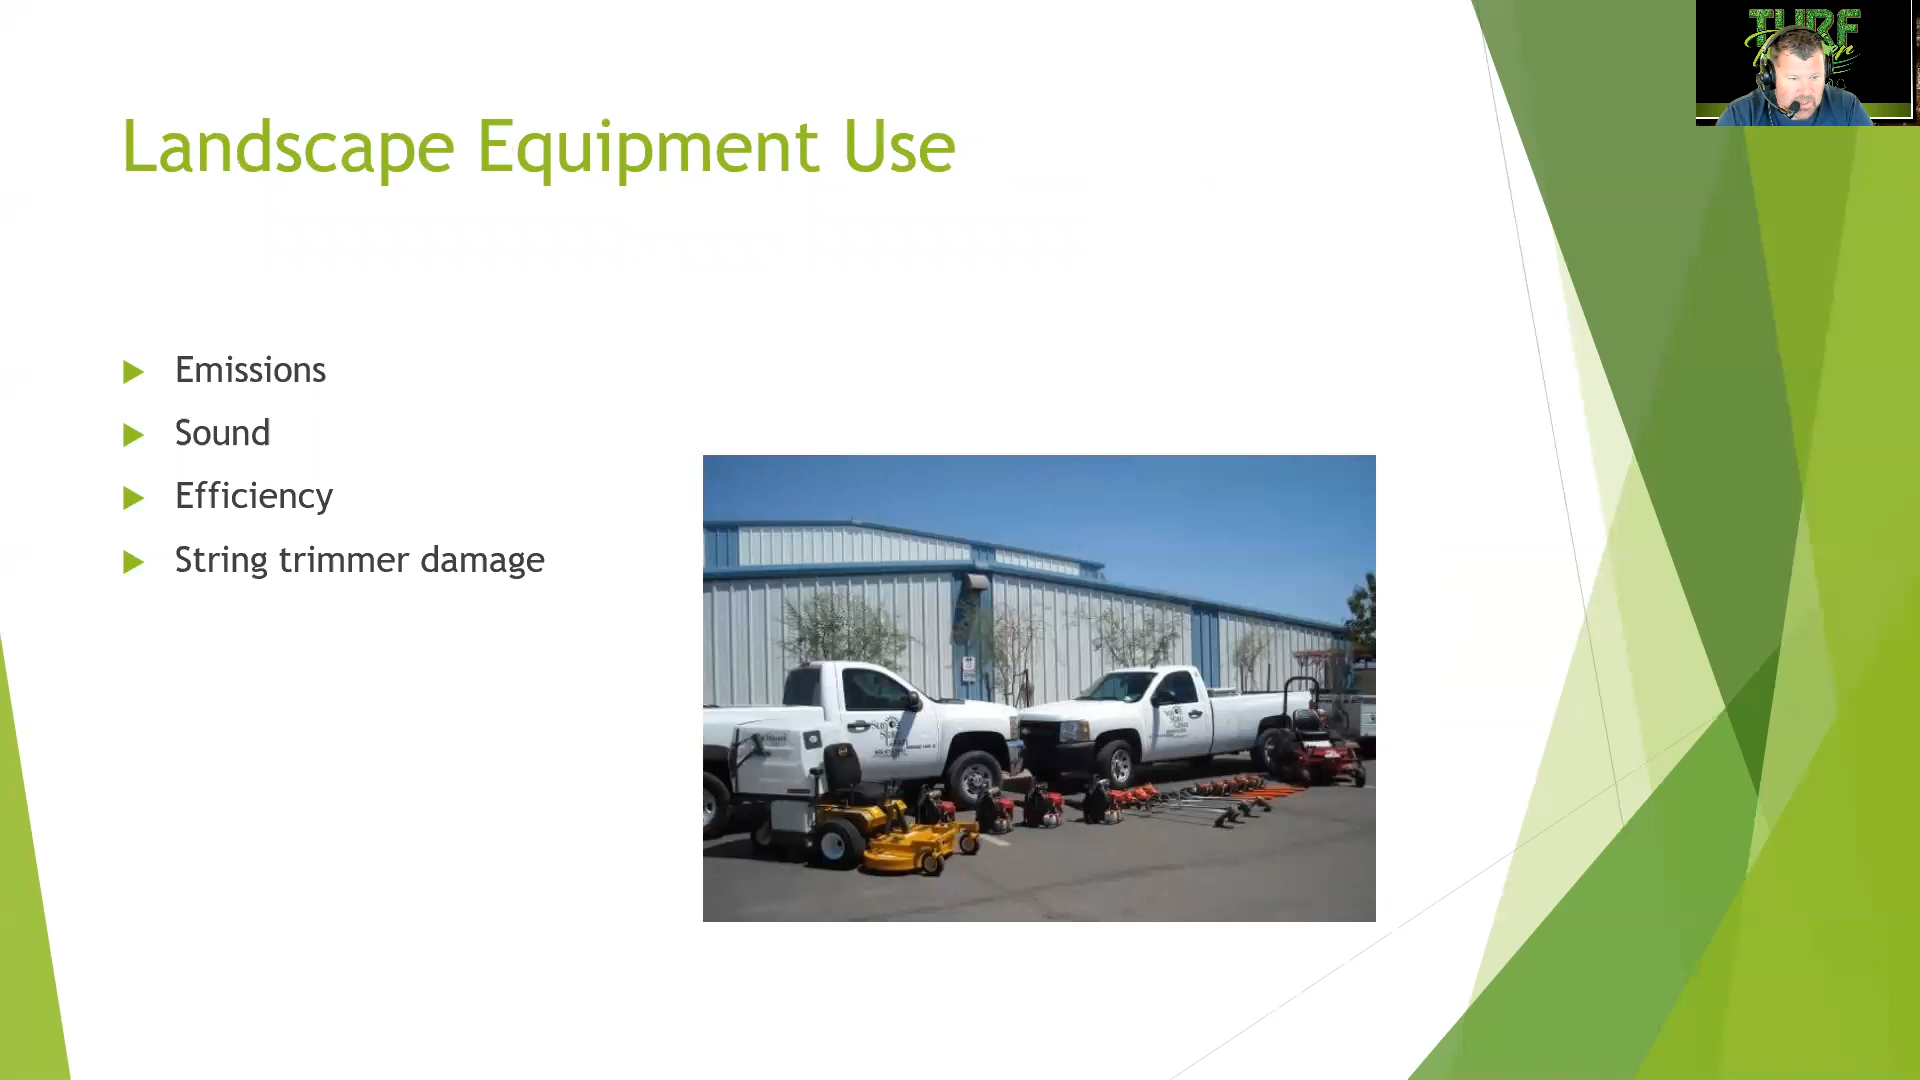 TURF
Landscape Equipment Use
Emissions
Sound
Efficiency
String trimmer damage